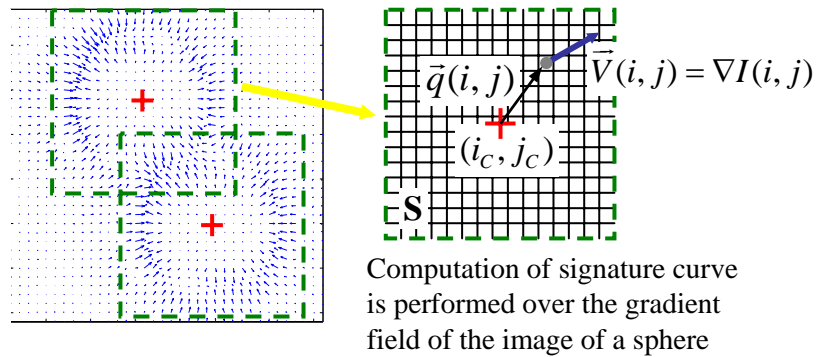 q⃗(i, j)
V⃗(i, j) = ∇I(i, j)
(i_C, j_C)
S
Computation of signature curve
is performed over the gradient
field of the image of a sphere